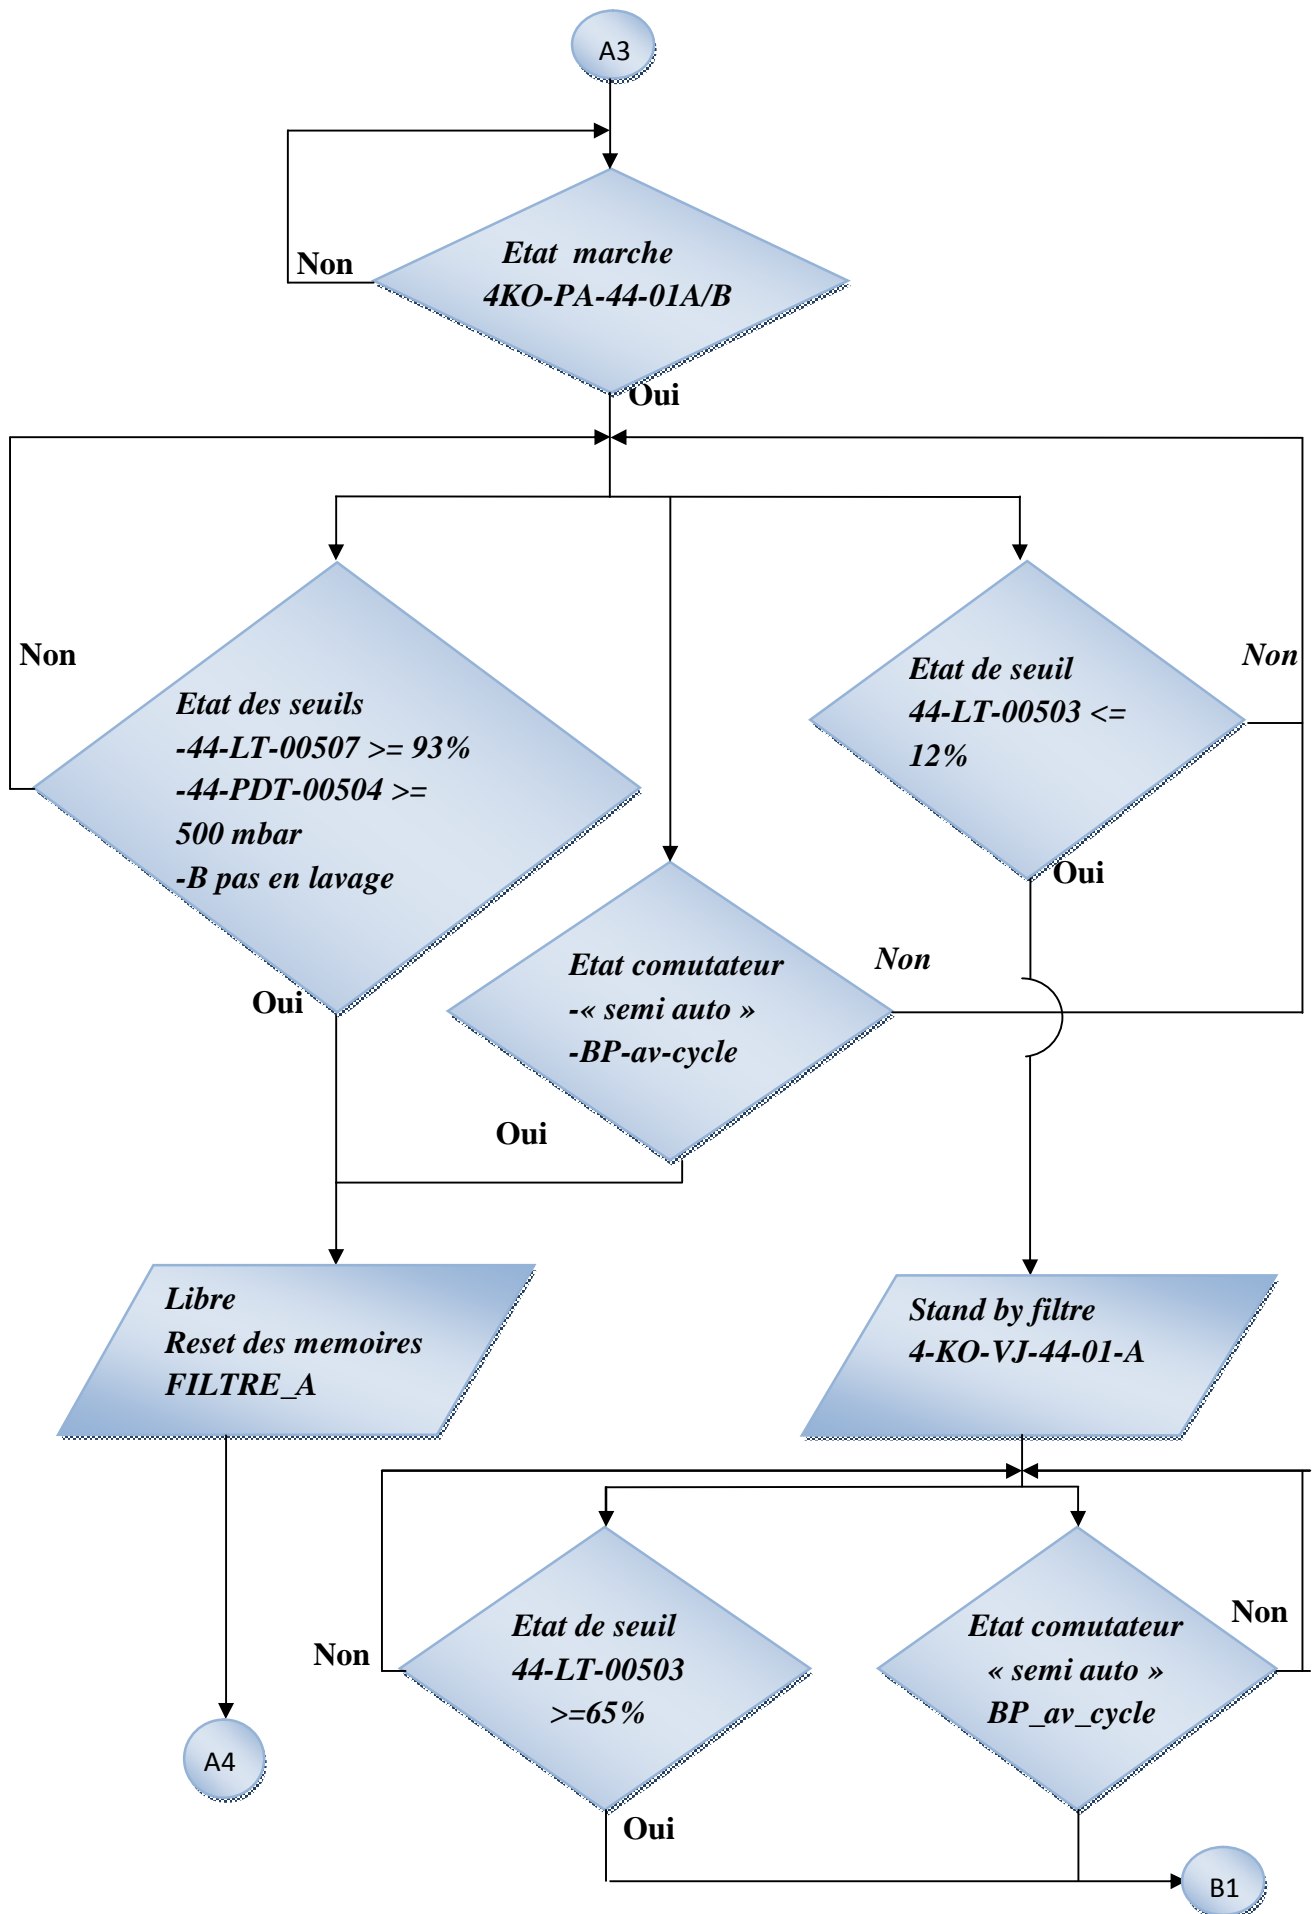 A3
Non
Etat marche
4KO-PA-44-01A/B
Oui
Non
Etat des seuils
-44-LT-00507 >= 93%
-44-PDT-00504 >=
500 mbar
-B pas en lavage
Oui
Etat comutateur
-« semi auto »
-BP-av-cycle
Non
Oui
Etat de seuil
44-LT-00503 <=
12%
Non
Oui
Libre
Reset des memoires
FILTRE_A
Stand by filtre
4-KO-VJ-44-01-A
Non
Etat de seuil
44-LT-00503
>=65%
Oui
Etat comutateur
« semi auto »
BP_av_cycle
Non
A4
B1